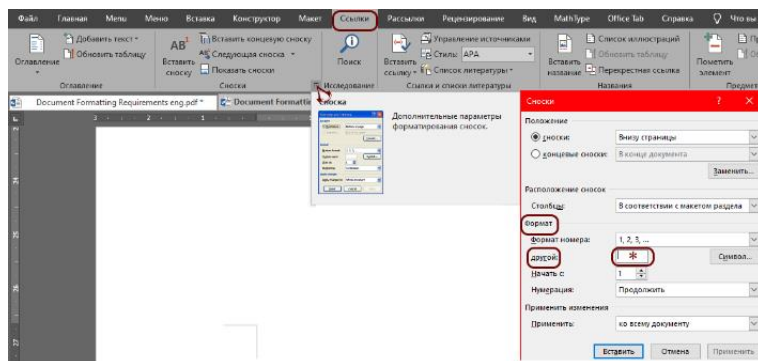 Файл Главная Menu Меню Вставка Конструктор Макет Ссылки Рассылки Рецензирование Вид MathType Office Tab Справка Что вы
Оглавление
Добавить текст
Обновить таблицу
Оглавление
AB¹
Вставить сноску
Вставить концевую сноску
Следующая сноска
Показать сноски
Сноски
Поиск
Исследование
Вставить ссылку
Управление источниками
Стиль: APA
Список литературы
Ссылки и списки литературы
Вставить название
Список иллюстраций
Обновить таблицу
Перекрестная ссылка
Названия
Пометить элемент
Предмет
Document Formatting Requirements eng.pdf *
Document Formatti
Сноска
Дополнительные параметры
форматирования сносок.
Сноски ? ×
Положение
сноски: Внизу страницы
концевые сноски: В конце документа
Заменить...
Расположение сносок
Столбцы: В соответствии с макетом раздела
Формат
Формат номера: 1, 2, 3, ...
другой: * Символ...
Начать с: 1
Нумерация: Продолжить
Применить изменения
Применить: ко всему документу
Вставить Отмена Применить